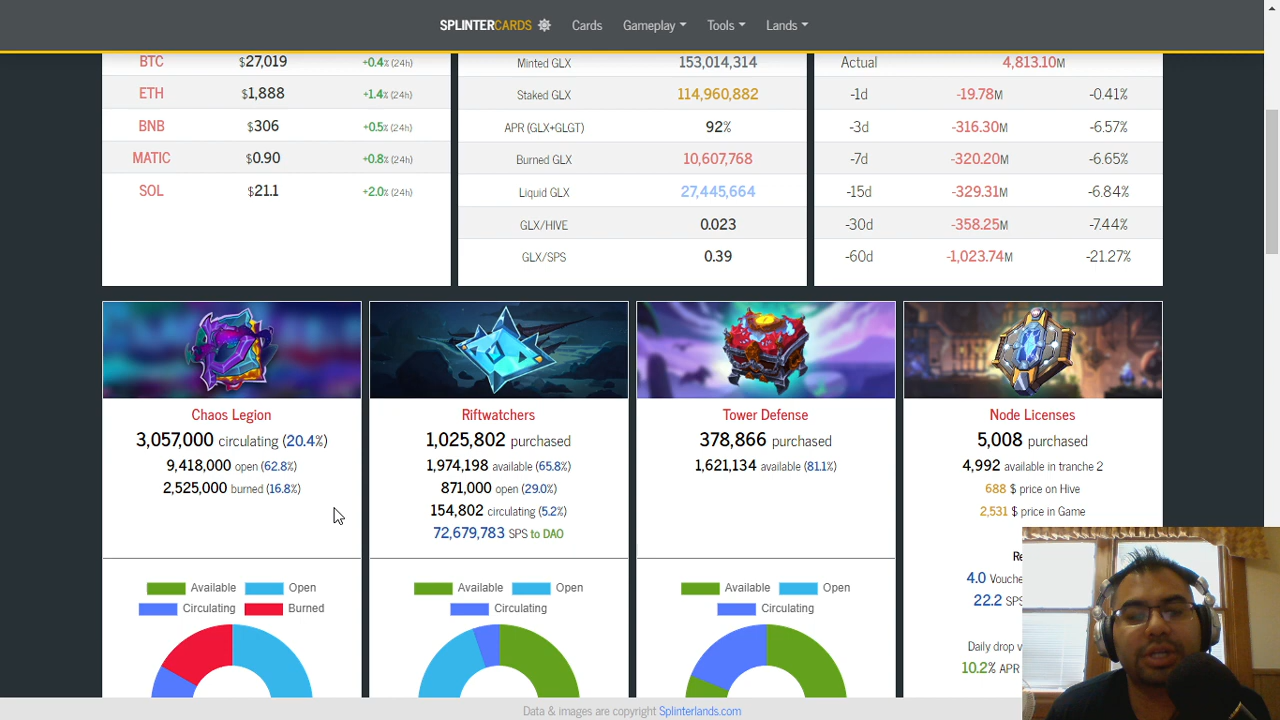 SPLINTERCARDS Cards Gameplay Tools Lands
BTC $27,019 +0.4% (24h)
ETH $1,888 +1.4% (24h)
BNB $306 +0.5% (24h)
MATIC $0.90 +0.8% (24h)
SOL $21.1 +2.0% (24h)
Minted GLX 153,014,314
Staked GLX 114,960,882
APR (GLX+GLGT) 92%
Burned GLX 10,607,768
Liquid GLX 27,445,664
GLX/HIVE 0.023
GLX/SPS 0.39
Actual 4,813.10M
-1d -19.78M -0.41%
-3d -316.30M -6.57%
-7d -320.20M -6.65%
-15d -329.31M -6.84%
-30d -358.25M -7.44%
-60d -1,023.74M -21.27%
Chaos Legion
3,057,000 circulating (20.4%)
9,418,000 open (62.8%)
2,525,000 burned (16.8%)
Available Open
Circulating Burned
Riftwatchers
1,025,802 purchased
1,974,198 available (65.8%)
871,000 open (29.0%)
154,802 circulating (5.2%)
72,679,783 SPS to DAO
Available Open
Circulating
Tower Defense
378,866 purchased
1,621,134 available (81.1%)
Available Open
Circulating
Node Licenses
5,008 purchased
4,992 available in tranche 2
688 $ price on Hive
2,531 $ price in Game
4.0
22.2 SPS
Daily drop
10.2% APR
Data & images are copyright Splinterlands.com